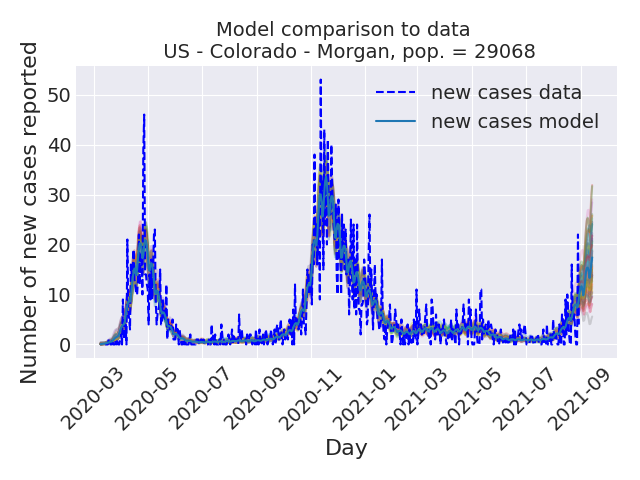 Model comparison to data
US - Colorado - Morgan, pop. = 29068
Number of new cases reported
50
40
30
20
10
0
new cases data
new cases model
2020-03
2020-05
2020-07
2020-09
2020-11
2021-01
2021-03
2021-05
2021-07
2021-09
Day